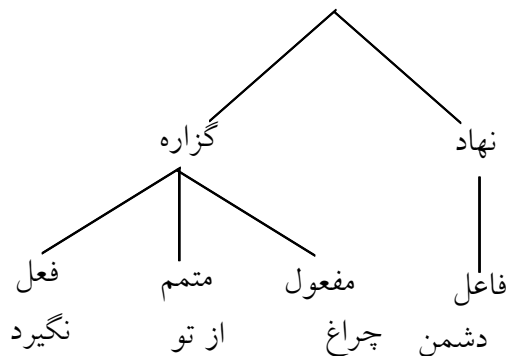 نهاد گزاره
فاعل مفعول متمم فعل
دشمن چراغ از تو نگیرد